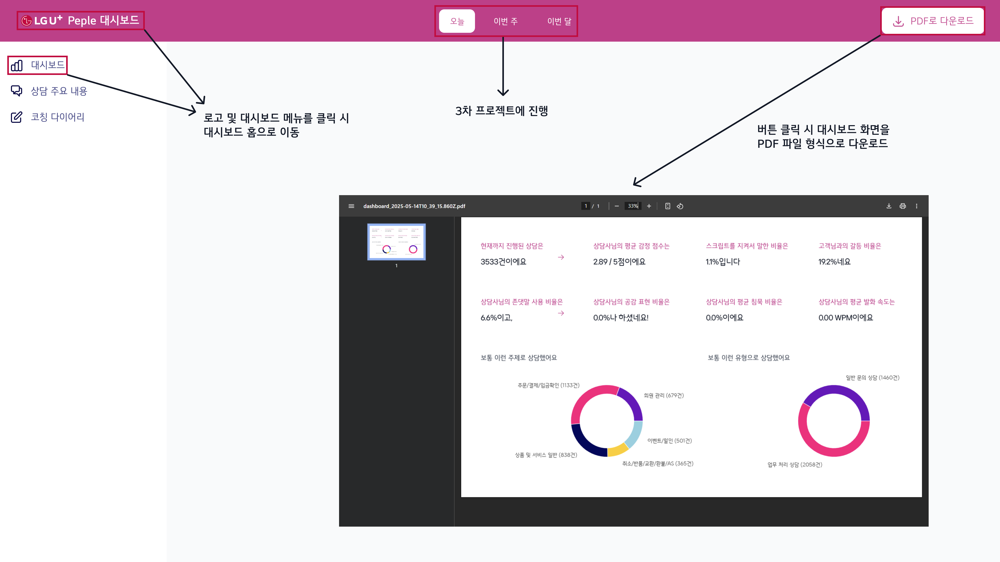 LG U+ Peple 대시보드
오늘
이번 주
이번 달
PDF로 다운로드
대시보드
상담 주요 내용
코칭 다이어리
로고 및 대시보드 메뉴를 클릭 시
대시보드 홈으로 이동
3차 프로젝트에 진행
버튼 클릭 시 대시보드 화면을
PDF 파일 형식으로 다운로드
dashboard_2025-05-14T10_39_15.860Z.pdf
1 / 1
33%
1
현재까지 진행된 상담은
3533건이에요
상담사님의 평균 감정 점수는
2.89 / 5점이에요
스크립트를 지켜서 말한 비율은
1.1%입니다
고객님과의 갈등 비율은
19.2%네요
상담사님의 존댓말 사용 비율은
6.6%이고,
상담사님의 공감 표현 비율은
0.0%나 하셨네요!
상담사님의 평균 침묵 비율은
0.0%이에요
상담사님의 평균 발화 속도는
0.00 WPM이에요
보통 이런 주제로 상담했어요
주문/결제/입금확인 (1133건)
회원 관리 (679건)
이벤트/할인 (501건)
상품 및 서비스 일반 (838건)
취소/반품/교환/환불/AS (365건)
보통 이런 유형으로 상담했어요
일반 문의 상담 (1460건)
업무 처리 상담 (2058건)